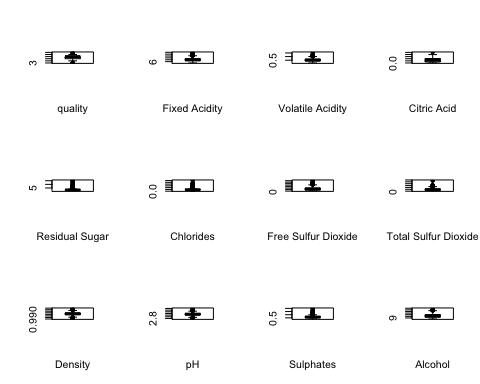 3
6
0.5
0.0
quality
Fixed Acidity
Volatile Acidity
Citric Acid
5
0.0
0
0
Residual Sugar
Chlorides
Free Sulfur Dioxide
Total Sulfur Dioxide
0.990
2.8
0.5
9
Density
pH
Sulphates
Alcohol